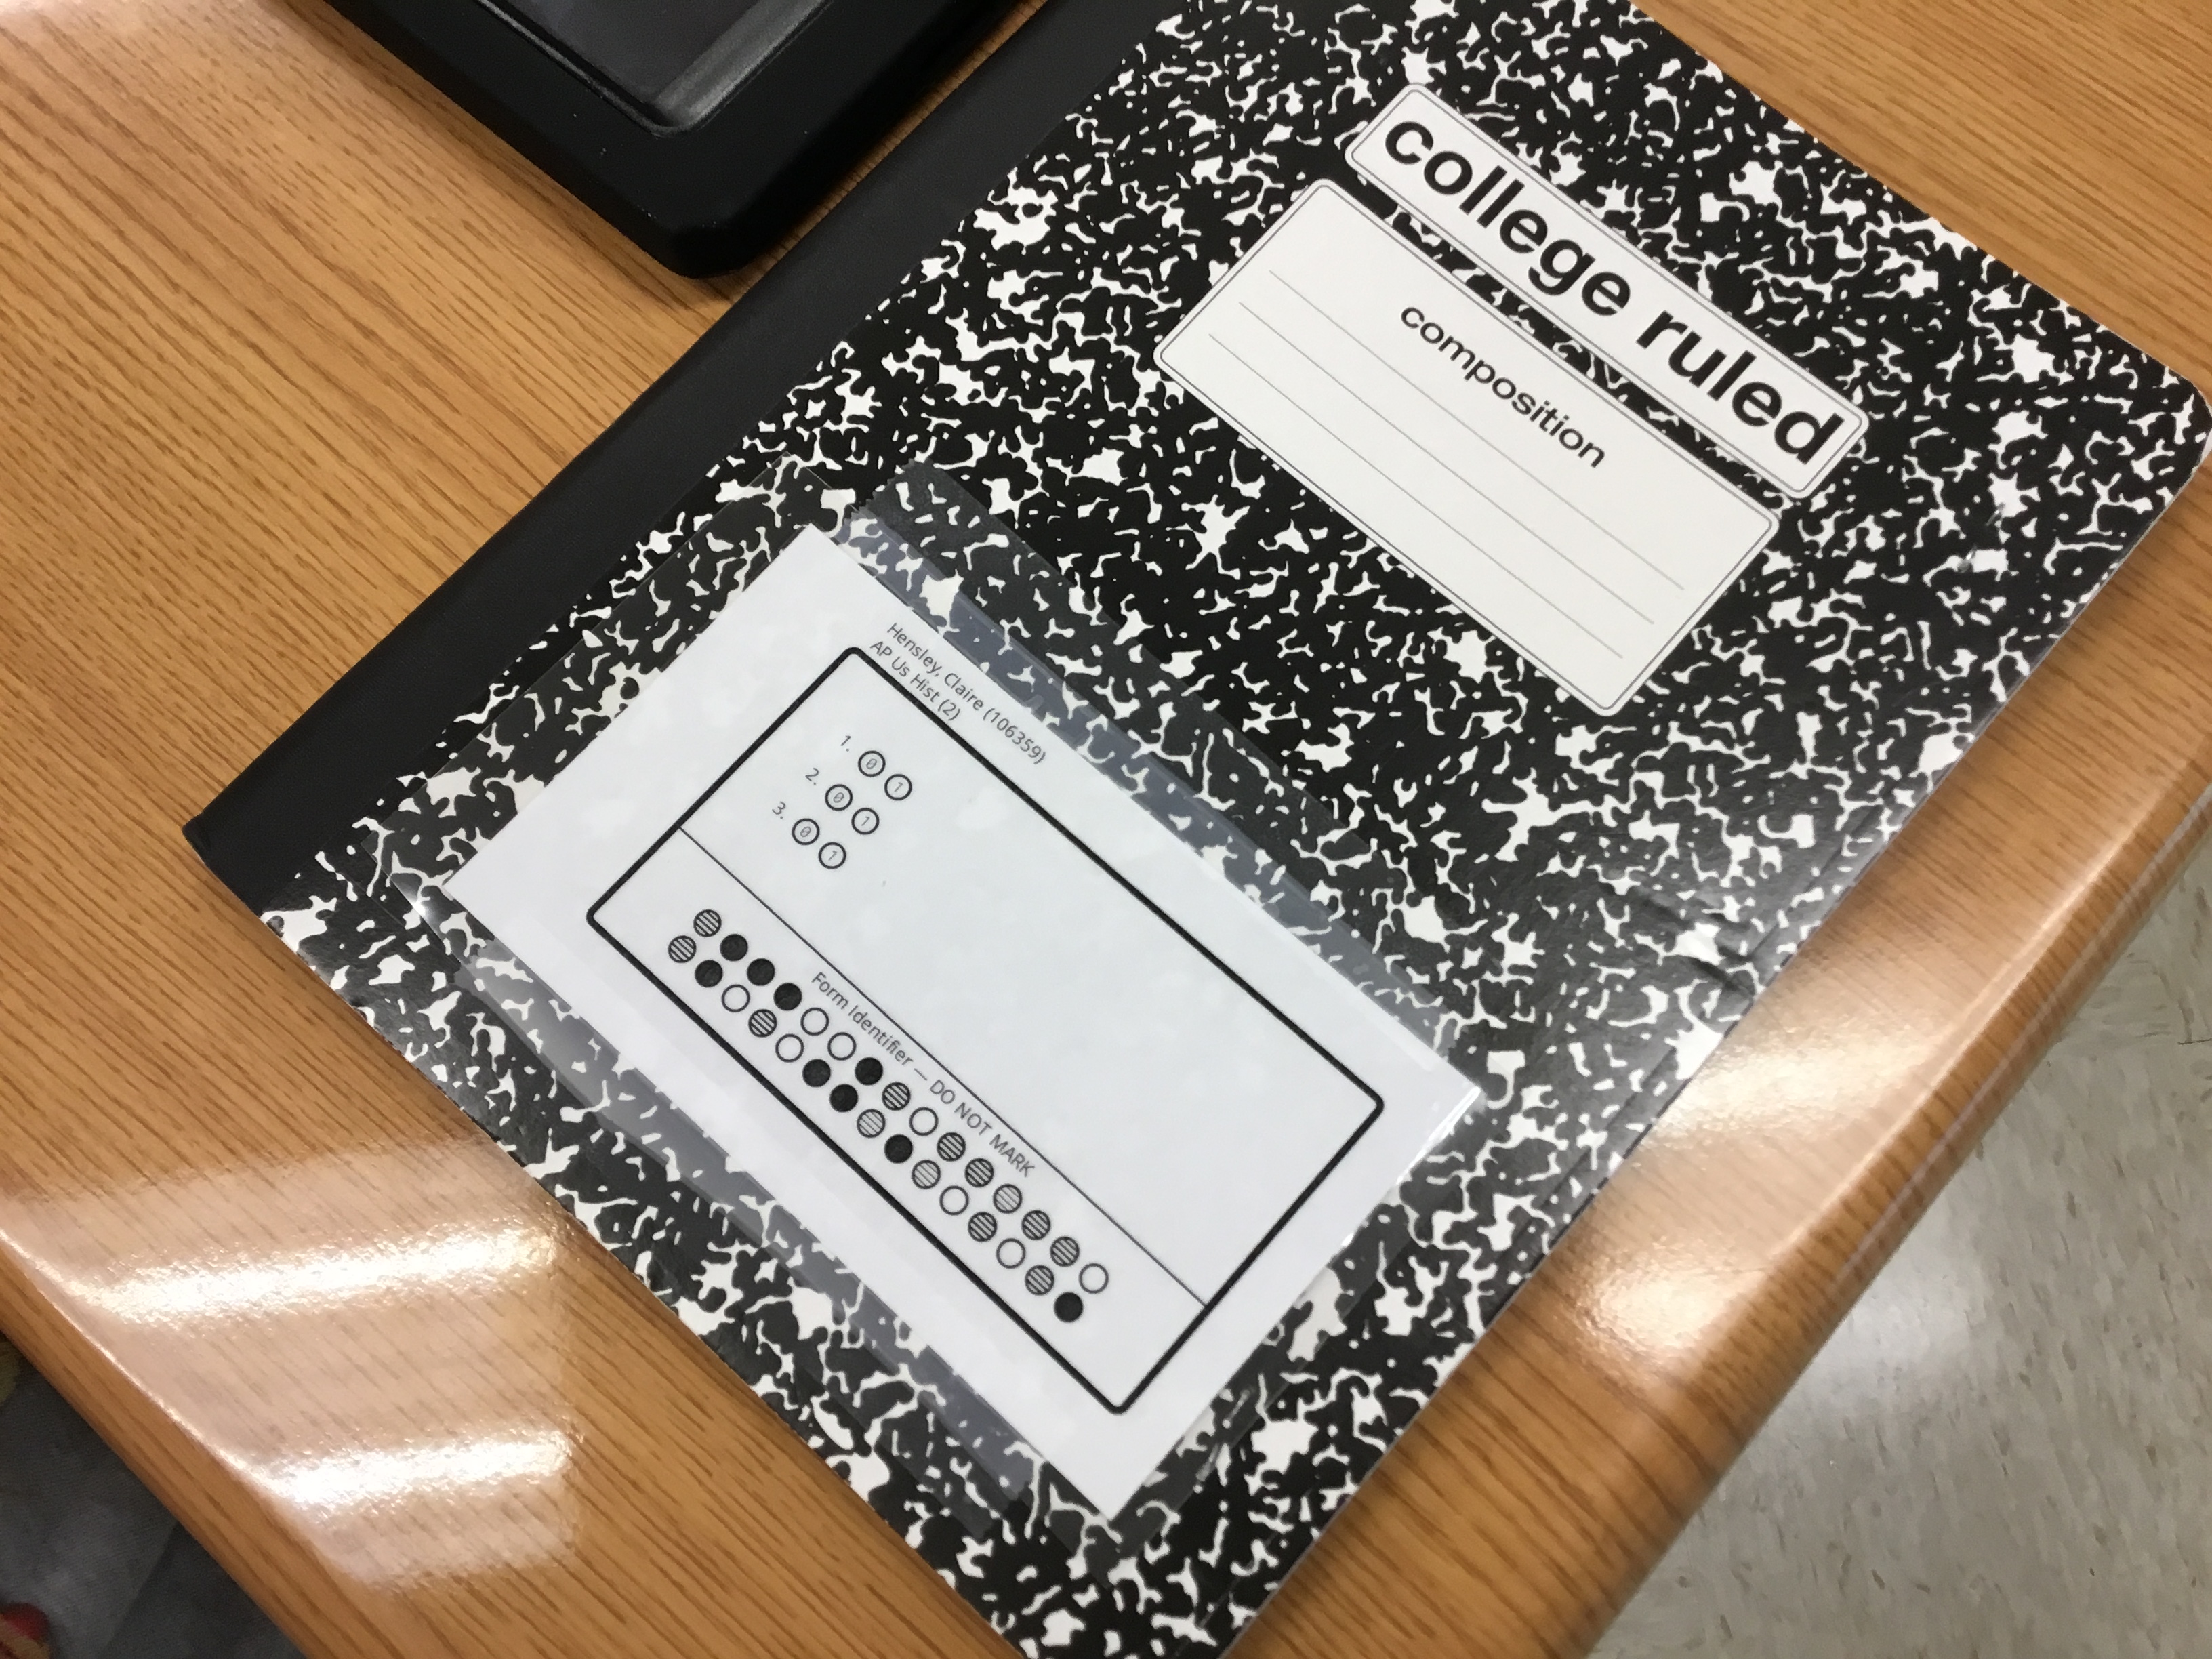 college ruled
composition
Hensley, Claire (106359)
AP Us Hist (2)
1. 0 1
2. 0 1
3. 0 1
Form Identifier — DO NOT MARK